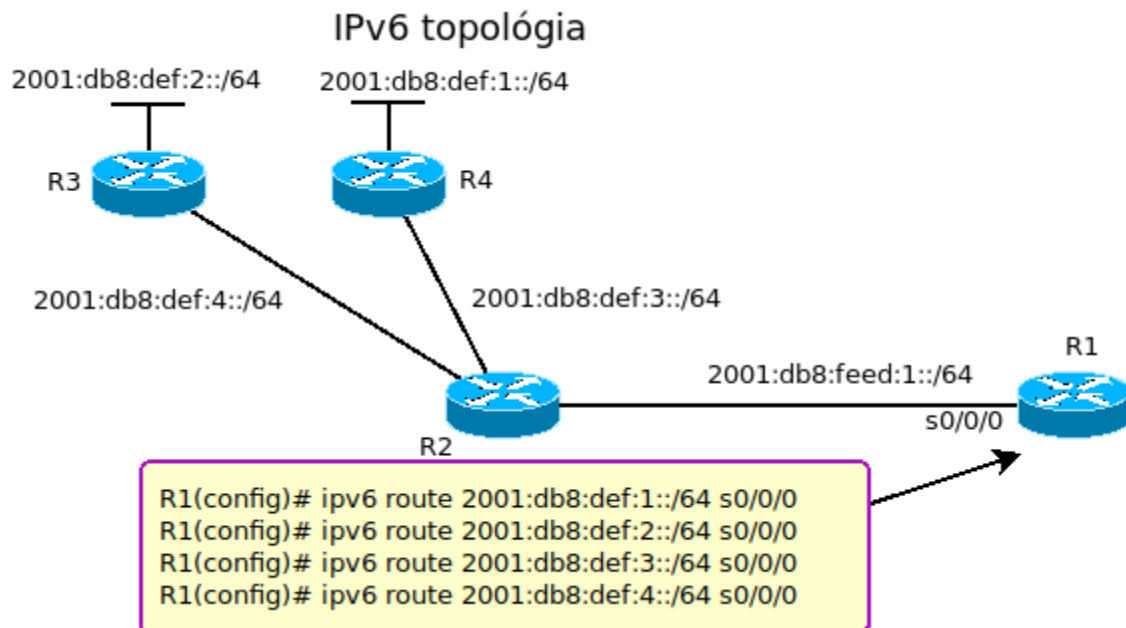 IPv6 topológia
2001:db8:def:2::/64
2001:db8:def:1::/64
R3
R4
2001:db8:def:4::/64
2001:db8:def:3::/64
R1
2001:db8:feed:1::/64
s0/0/0
R2
R1(config)# ipv6 route 2001:db8:def:1::/64 s0/0/0
R1(config)# ipv6 route 2001:db8:def:2::/64 s0/0/0
R1(config)# ipv6 route 2001:db8:def:3::/64 s0/0/0
R1(config)# ipv6 route 2001:db8:def:4::/64 s0/0/0